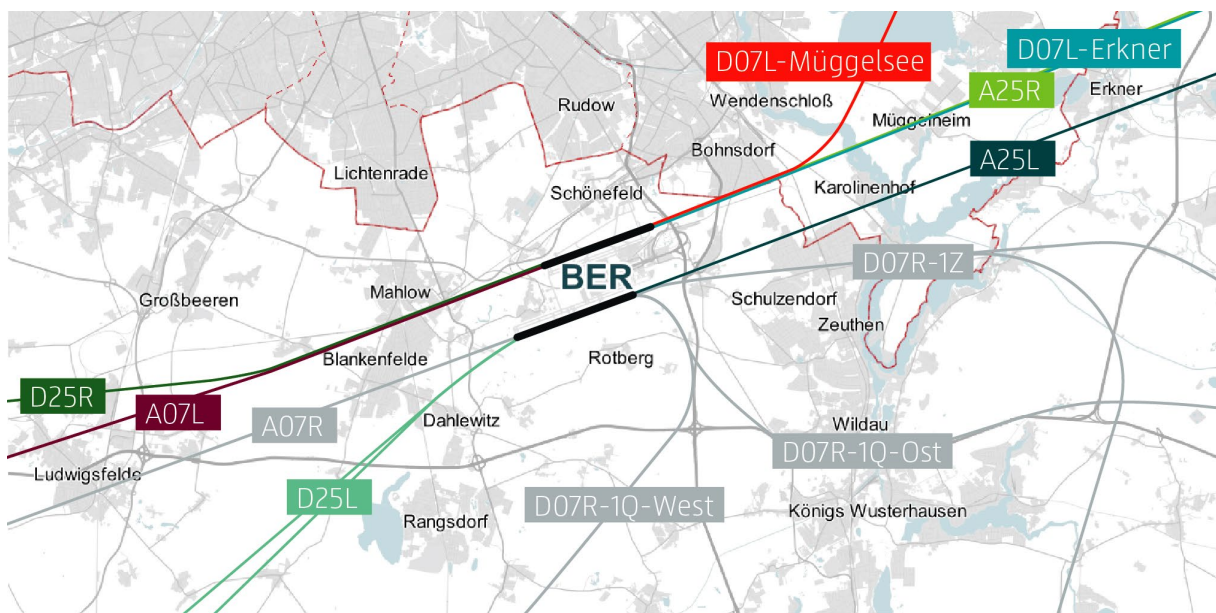 D07L-Müggelsee
D07L-Erkner
A25R
Erkner
Rudow
Wendenschloß
Müggelheim
Bohnsdorf
A25L
Lichtenrade
Schönefeld
Karolinenhof
BER
D07R-1Z
Mahlow
Großbeeren
Schulzendorf
Zeuthen
Blankenfelde
Rotberg
D25R
A07L
A07R
Dahlewitz
Wildau
D07R-1Q-Ost
Ludwigsfelde
D25L
D07R-1Q-West
Rangsdorf
Königs Wusterhausen